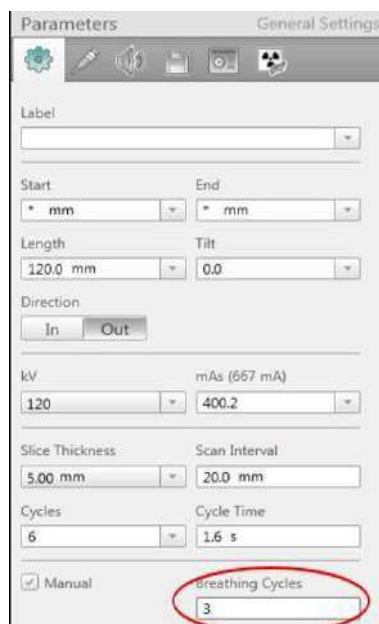 Parameters General Settings
Label
Start End
* mm * mm
Length Tilt
120.0 mm 0.0
Direction
In Out
kV mAs (667 mA)
120 400.2
Slice Thickness Scan Interval
5.00 mm 20.0 mm
Cycles Cycle Time
6 1.6 s
Manual Breathing Cycles
3